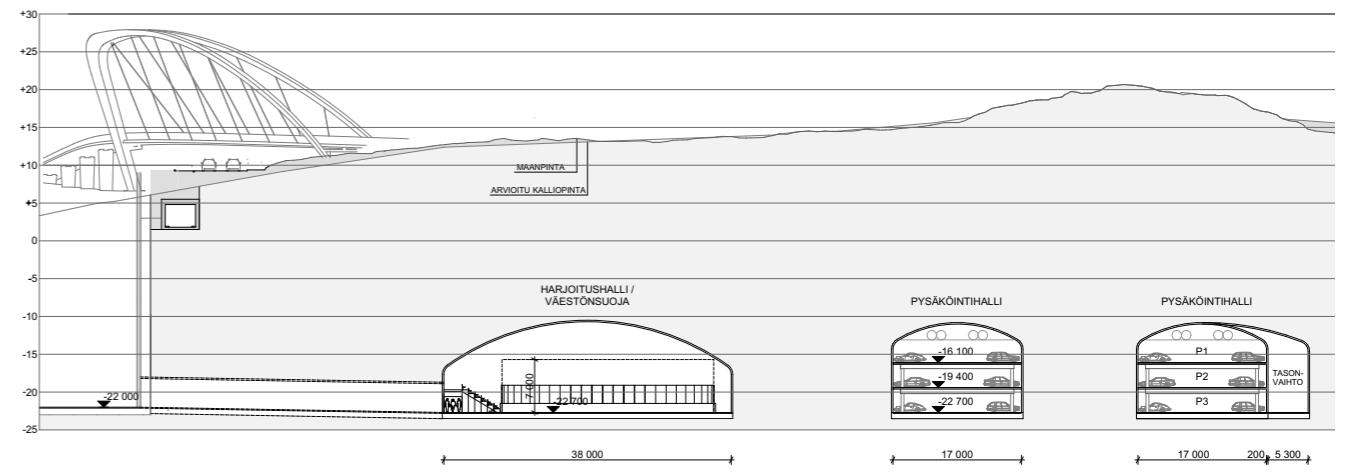 +30
+25
+20
+15
+10
+5
0
-5
-10
-15
-20
-25
MAANPINTA
ARVIOITU KALLIOPINTA
HARJOITUSHALLI /
VÄESTÖNSUOJA
PYSÄKÖINTIHALLI
PYSÄKÖINTIHALLI
-16 100
P1
7 000
-19 400
P2
TASON-
VAIHTO
-22 000
-22 700
-22 700
P3
38 000
17 000
17 000
200
5 300